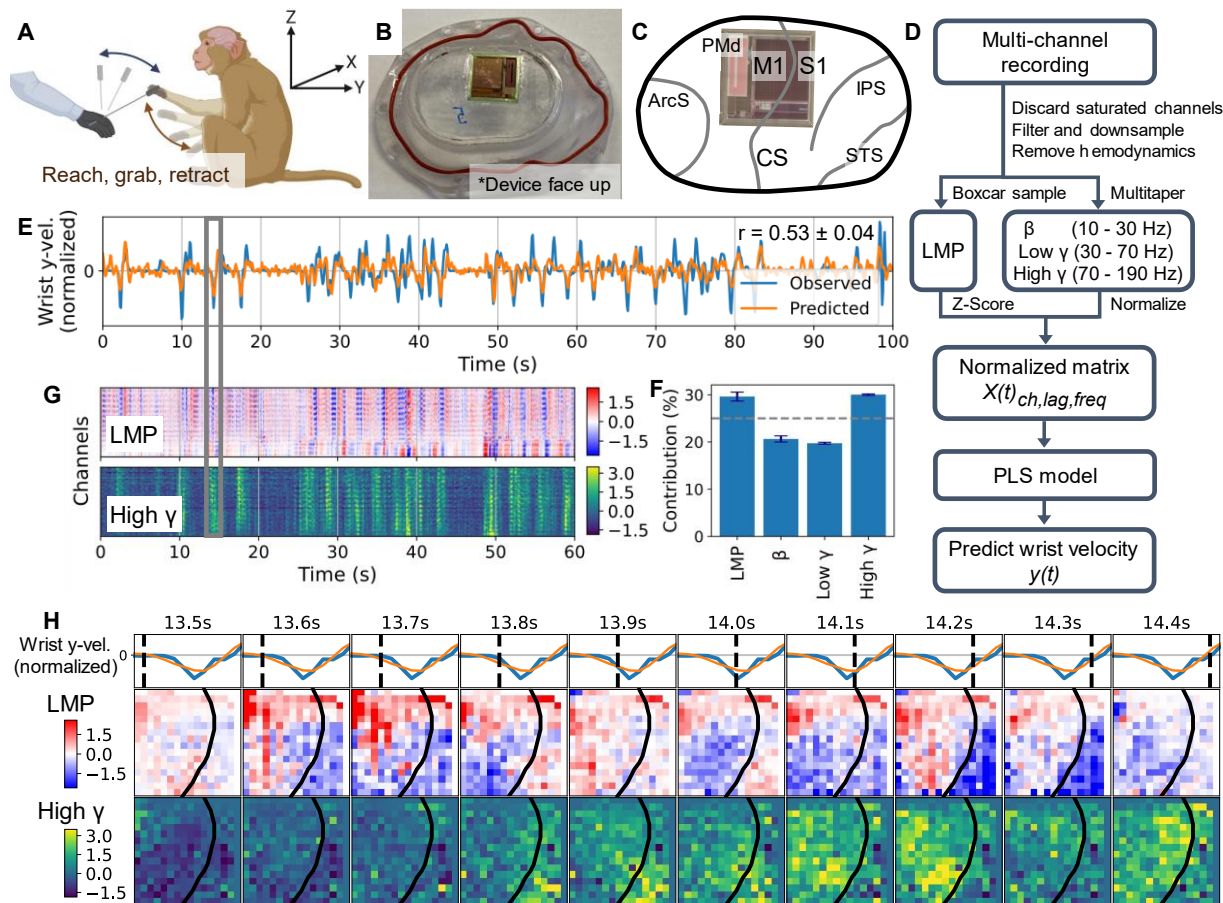 A
Z
X
Y
Reach, grab, retract
B
*Device face up
C
PMd
M1
S1
ArcS
IPS
CS
STS
D
Multi-channel
recording
Discard saturated channels
Filter and downsample
Remove hemodynamics
Boxcar sample
Multitaper
LMP
β (10 - 30 Hz)
Low γ (30 - 70 Hz)
High γ (70 - 190 Hz)
Z-Score
Normalize
Normalized matrix
X(t)ch,lag,freq
PLS model
Predict wrist velocity
y(t)
E
r = 0.53 ± 0.04
Wrist y-vel.
(normalized)
0
Observed
Predicted
0 10 20 30 40 50 60 70 80 90 100
Time (s)
G
Channels
LMP
1.5
0.0
−1.5
High γ
3.0
1.5
0.0
−1.5
0 10 20 30 40 50 60
Time (s)
F
Contribution (%)
30
20
10
0
LMP
β
Low γ
High γ
H
13.5s 13.6s 13.7s 13.8s 13.9s 14.0s 14.1s 14.2s 14.3s 14.4s
Wrist y-vel.
(normalized)
0
LMP
1.5
0.0
−1.5
High γ
3.0
1.5
0.0
−1.5